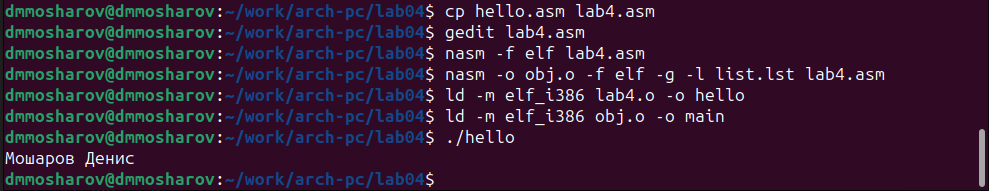 dmmosharov@dmmosharov:~/work/arch-pc/lab04$ cp hello.asm lab4.asm
dmmosharov@dmmosharov:~/work/arch-pc/lab04$ gedit lab4.asm
dmmosharov@dmmosharov:~/work/arch-pc/lab04$ nasm -f elf lab4.asm
dmmosharov@dmmosharov:~/work/arch-pc/lab04$ nasm -o obj.o -f elf -g -l list.lst lab4.asm
dmmosharov@dmmosharov:~/work/arch-pc/lab04$ ld -m elf_i386 lab4.o -o hello
dmmosharov@dmmosharov:~/work/arch-pc/lab04$ ld -m elf_i386 obj.o -o main
dmmosharov@dmmosharov:~/work/arch-pc/lab04$ ./hello
Мошаров Денис
dmmosharov@dmmosharov:~/work/arch-pc/lab04$